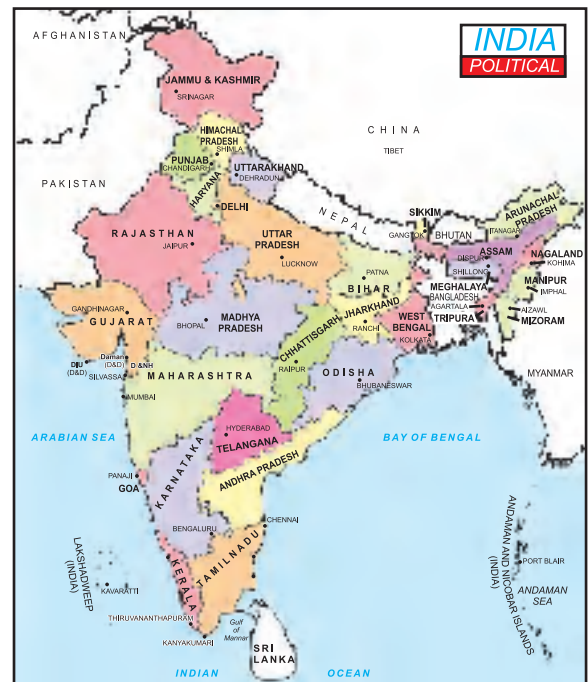 AFGHANISTAN
INDIA
POLITICAL
JAMMU & KASHMIR
SRINAGAR
CHINA
TIBET
HIMACHAL
PRADESH
SHIMLA
PUNJAB
CHANDIGARH
UTTARAKHAND
DEHRADUN
HARYANA
PAKISTAN
DELHI
NEPAL
SIKKIM
GANGTOK
BHUTAN
ARUNACHAL
PRADESH
ITANAGAR
RAJASTHAN
JAIPUR
UTTAR
PRADESH
LUCKNOW
ASSAM
DISPUR
NAGALAND
KOHIMA
SHILLONG
MEGHALAYA
MANIPUR
IMPHAL
BANGLADESH
AGARTALA
TRIPURA
AIZAWL
MIZORAM
PATNA
BIHAR
JHARKHAND
RANCHI
WEST
BENGAL
KOLKATA
GANDHINAGAR
GUJARAT
MADHYA
PRADESH
BHOPAL
CHHATTISGARH
RAIPUR
ODISHA
BHUBANESWAR
MYANMAR
Daman
(D&D)
D&NH
DIU
(D&D)
SILVASSA
MAHARASHTRA
MUMBAI
HYDERABAD
TELANGANA
ARABIAN SEA
BAY OF BENGAL
ANDHRA PRADESH
KARNATAKA
PANAJI
GOA
BENGALURU
CHENNAI
TAMILNADU
KERALA
LAKSHADWEEP
(INDIA)
KAVARATTI
ANDAMAN AND NICOBAR ISLANDS
(INDIA)
PORT BLAIR
ANDAMAN
SEA
THIRUVANANTHAPURAM
KANYAKUMARI
Gulf
of
Mannar
SRI
LANKA
INDIAN OCEAN